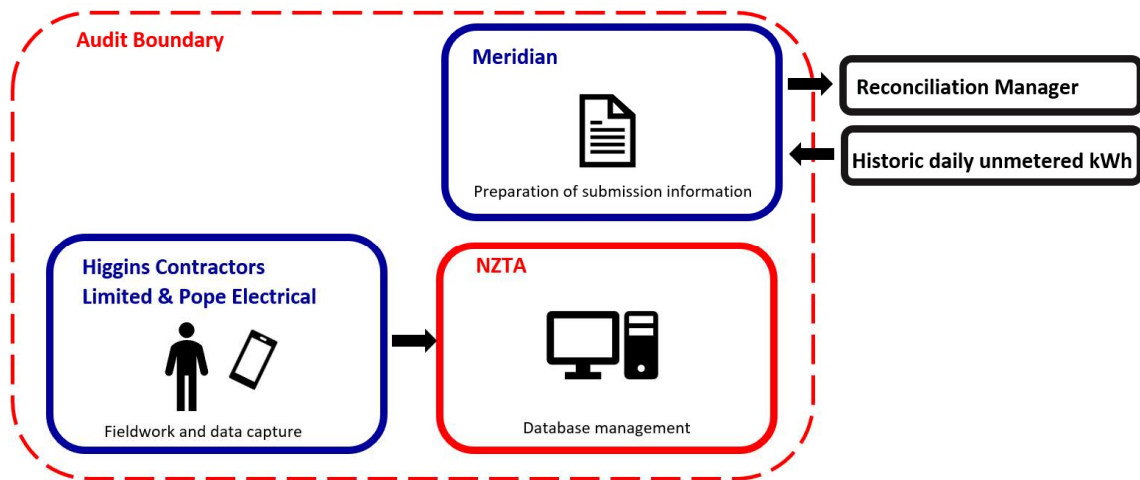 Audit Boundary
Meridian
Preparation of submission information
Reconciliation Manager
Historic daily unmetered kWh
Higgins Contractors
Limited & Pope Electrical
Fieldwork and data capture
NZTA
Database management